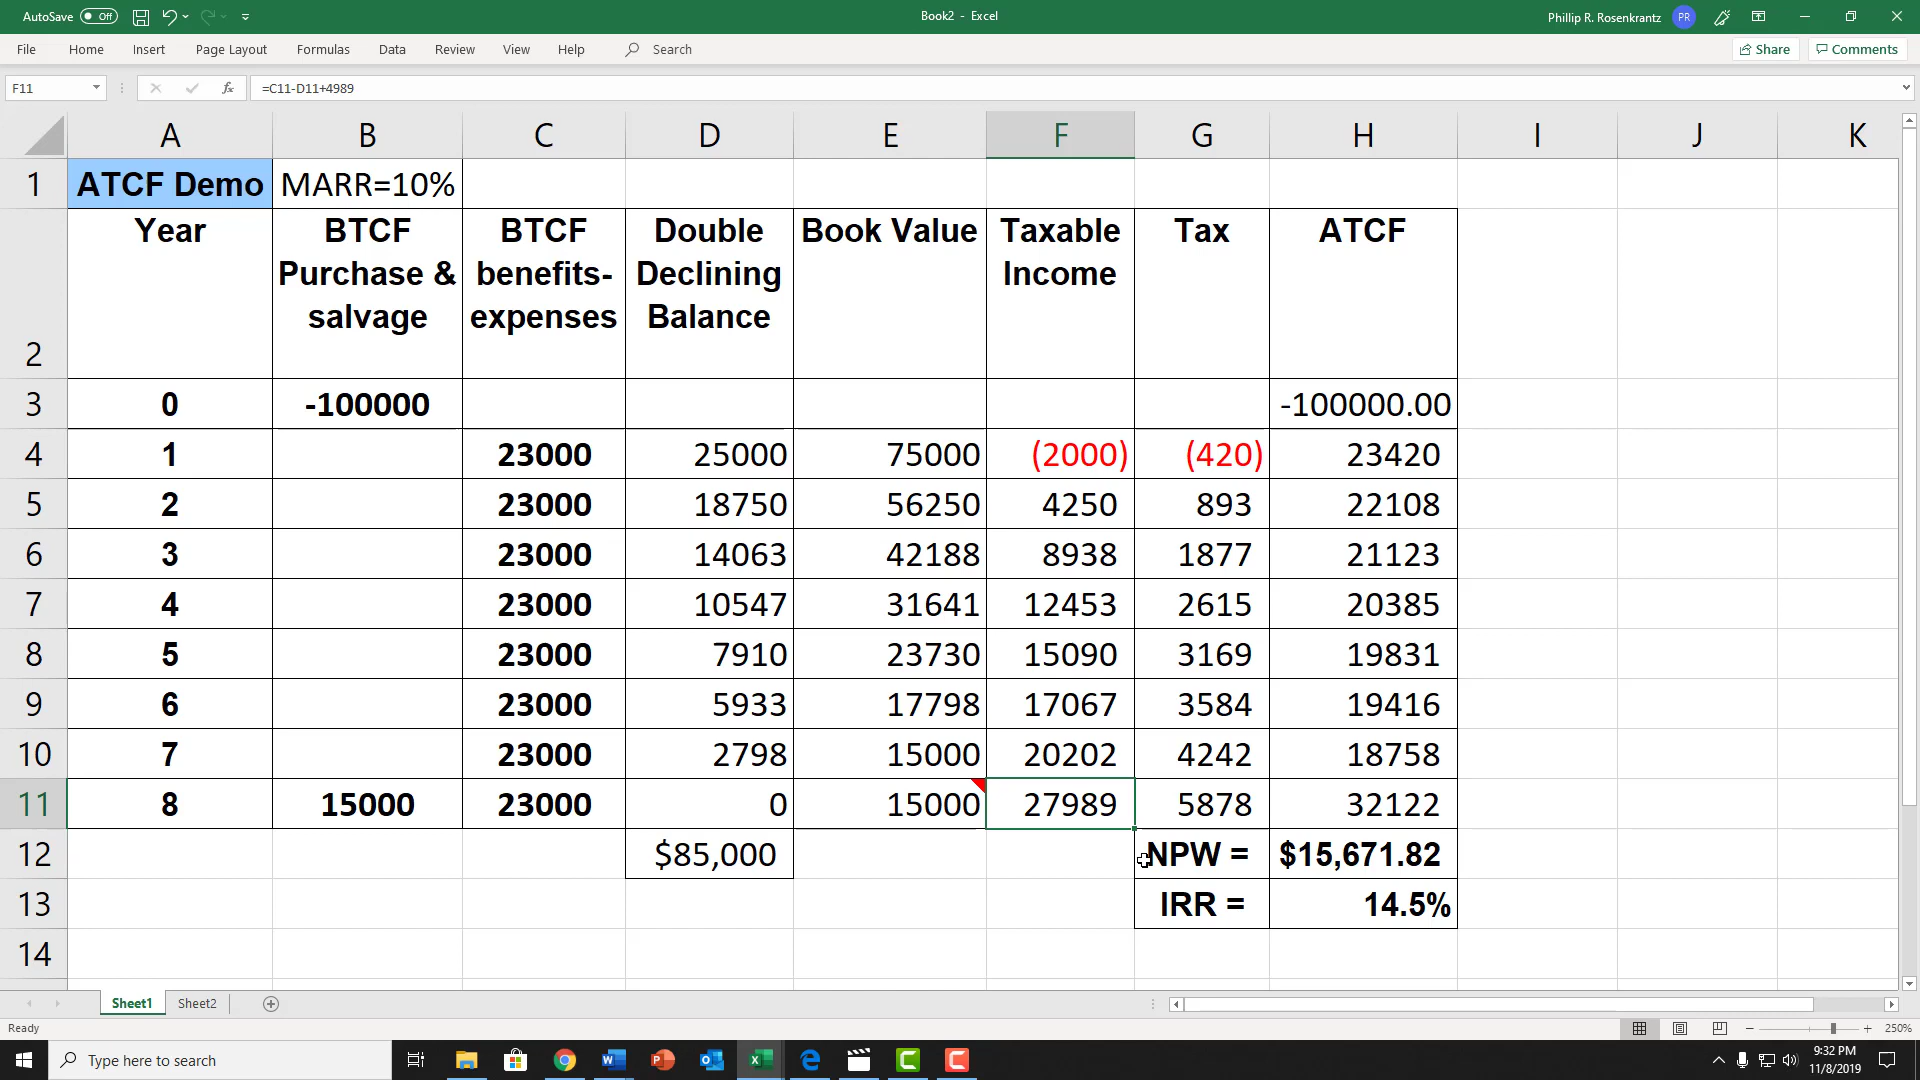 AutoSave Off Book2 - Excel Phillip R. Rosenkrantz PR
File Home Insert Page Layout Formulas Data Review View Help Search Share Comments
F11 fx =C11-D11+4989
A B C D E F G H I J K
1 ATCF Demo MARR=10%
2 Year BTCF Purchase & salvage BTCF benefits-expenses Double Declining Balance Book Value Taxable Income Tax ATCF
3 0 -100000 -100000.00
4 1 23000 25000 75000 (2000) (420) 23420
5 2 23000 18750 56250 4250 893 22108
6 3 23000 14063 42188 8938 1877 21123
7 4 23000 10547 31641 12453 2615 20385
8 5 23000 7910 23730 15090 3169 19831
9 6 23000 5933 17798 17067 3584 19416
10 7 23000 2798 15000 20202 4242 18758
11 8 15000 23000 0 15000 27989 5878 32122
12 $85,000 NPW = $15,671.82
13 IRR = 14.5%
14
Sheet1 Sheet2
Ready 250%
Type here to search 9:32 PM
11/8/2019